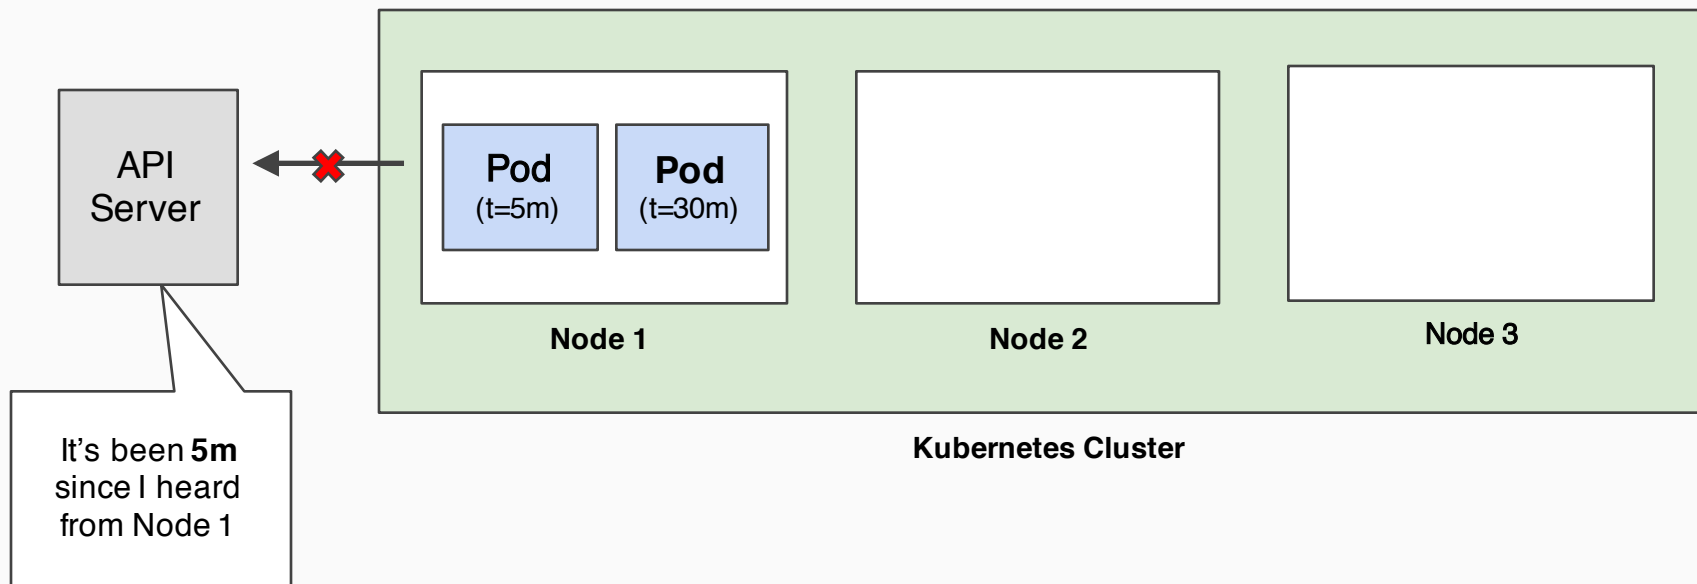 API
Server
Pod
(t=5m)
Pod
(t=30m)
Node 1
Node 2
Node 3
Kubernetes Cluster
It's been 5m
since I heard
from Node 1